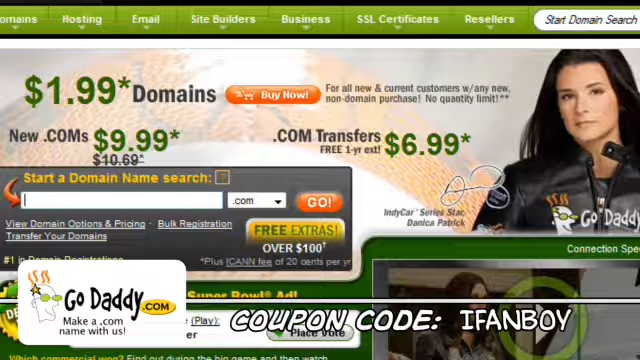 omains Hosting Email Site Builders Business SSL Certificates Resellers Start Domain Search
$1.99* Domains Buy Now! For all new & current customers w/any new,
non-domain purchase! No quantity limit!**
New .COMs $9.99* .COM Transfers $6.99*
$10.69* FREE 1-yr ext!
Start a Domain Name search:
.com GO!
IndyCar Series Star,
Danica Patrick
Go Daddy
View Domain Options & Pricing · Bulk Registration
Transfer Your Domains
FREE EXTRAS!
OVER $100†
*Plus ICANN fee of 20 cents per yr
#1 in Domain Registrations
Connection Spe
Go Daddy.com
Make a .com
name with us!
Super Bowl® Ad!
(Play):
Place Vote
COUPON CODE: IFANBOY
Which commercial won? Find out during the big game and then watch